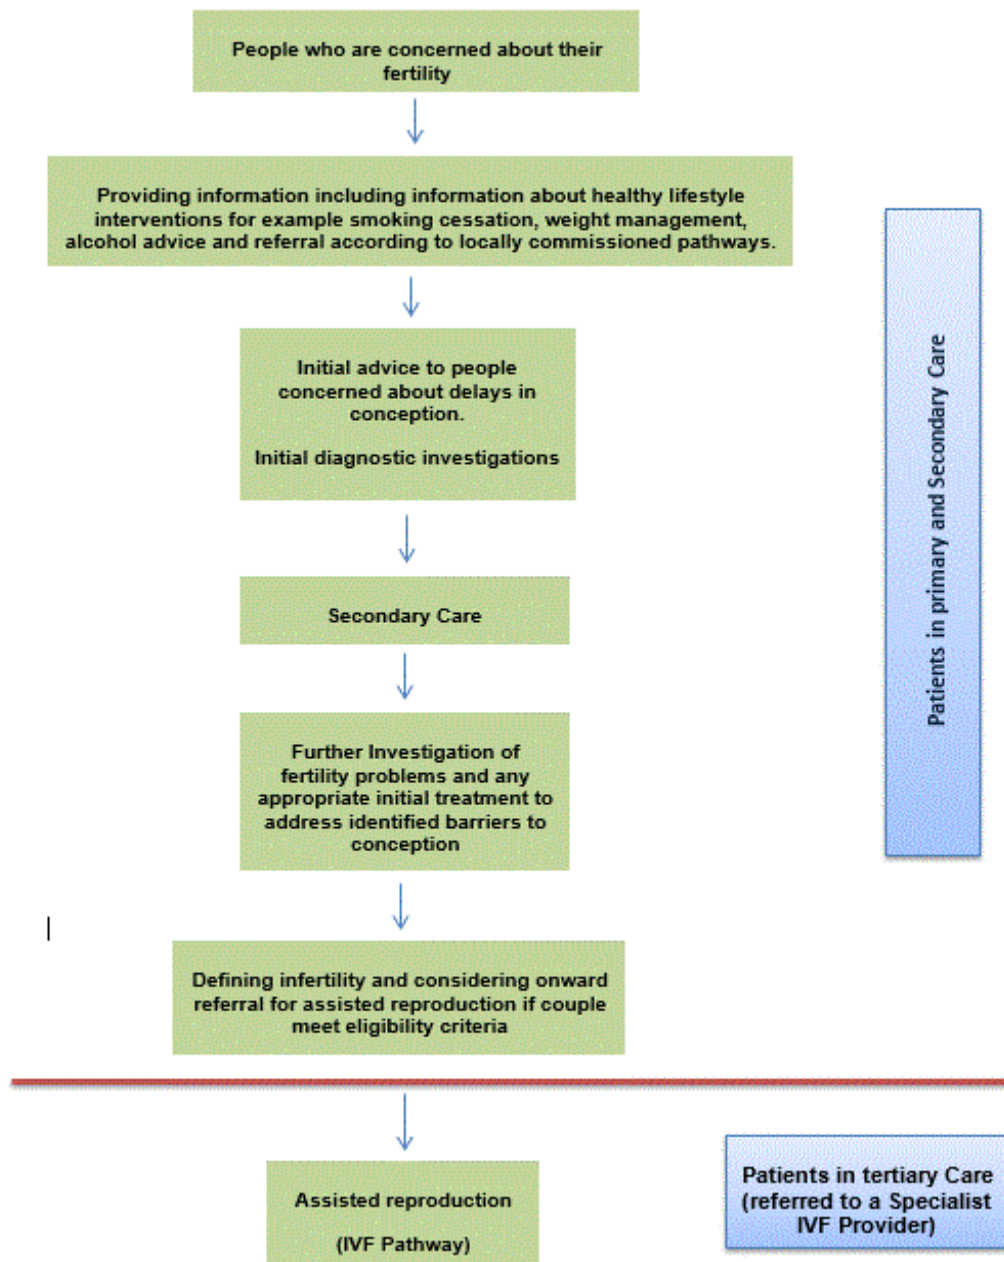 People who are concerned about their
fertility
Providing information including information about healthy lifestyle
interventions for example smoking cessation, weight management,
alcohol advice and referral according to locally commissioned pathways.
Initial advice to people
concerned about delays in
conception.
Initial diagnostic investigations
Secondary Care
Further Investigation of
fertility problems and any
appropriate initial treatment to
address identified barriers to
conception
Defining infertility and considering onward
referral for assisted reproduction if couple
meet eligibility criteria
Patients in primary and Secondary Care
Assisted reproduction
(IVF Pathway)
Patients in tertiary Care
(referred to a Specialist
IVF Provider)